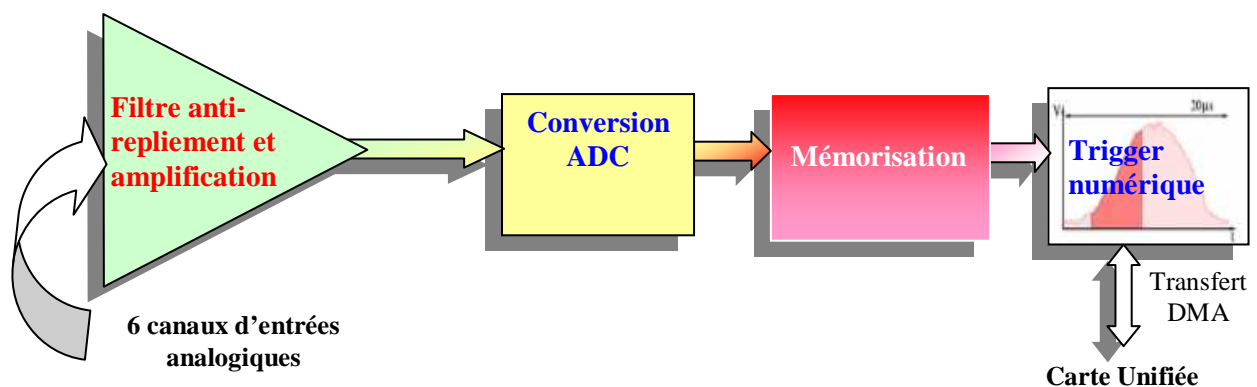 Filtre anti-
repliement et
amplification
6 canaux d'entrées
analogiques
Conversion
ADC
Mémorisation
V
20µs
Trigger
numérique
t
Transfert
DMA
Carte Unifiée